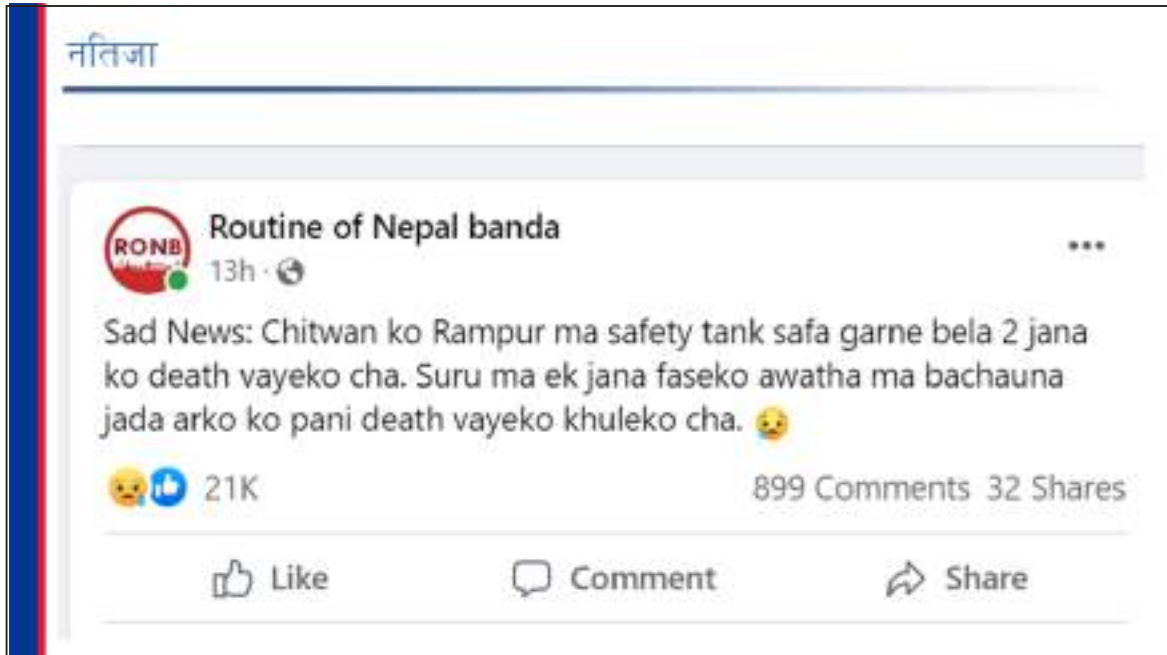 नतिजा
Routine of Nepal banda
RONB
13h ·
Sad News: Chitwan ko Rampur ma safety tank safa garne bela 2 jana
ko death vayeko cha. Suru ma ek jana faseko awatha ma bachauna
jada arko ko pani death vayeko khuleko cha. 😥
21K 899 Comments 32 Shares
Like Comment Share